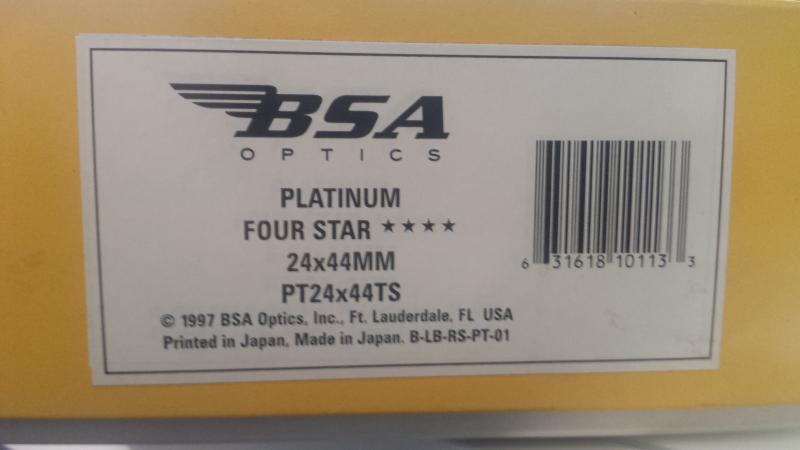 BSA
OPTICS
PLATINUM
FOUR STAR ★★★★
24x44MM
PT24x44TS
© 1997 BSA Optics, Inc., Ft. Lauderdale, FL USA
Printed in Japan, Made in Japan. B-LB-RS-PT-01
6 31618 10113 3